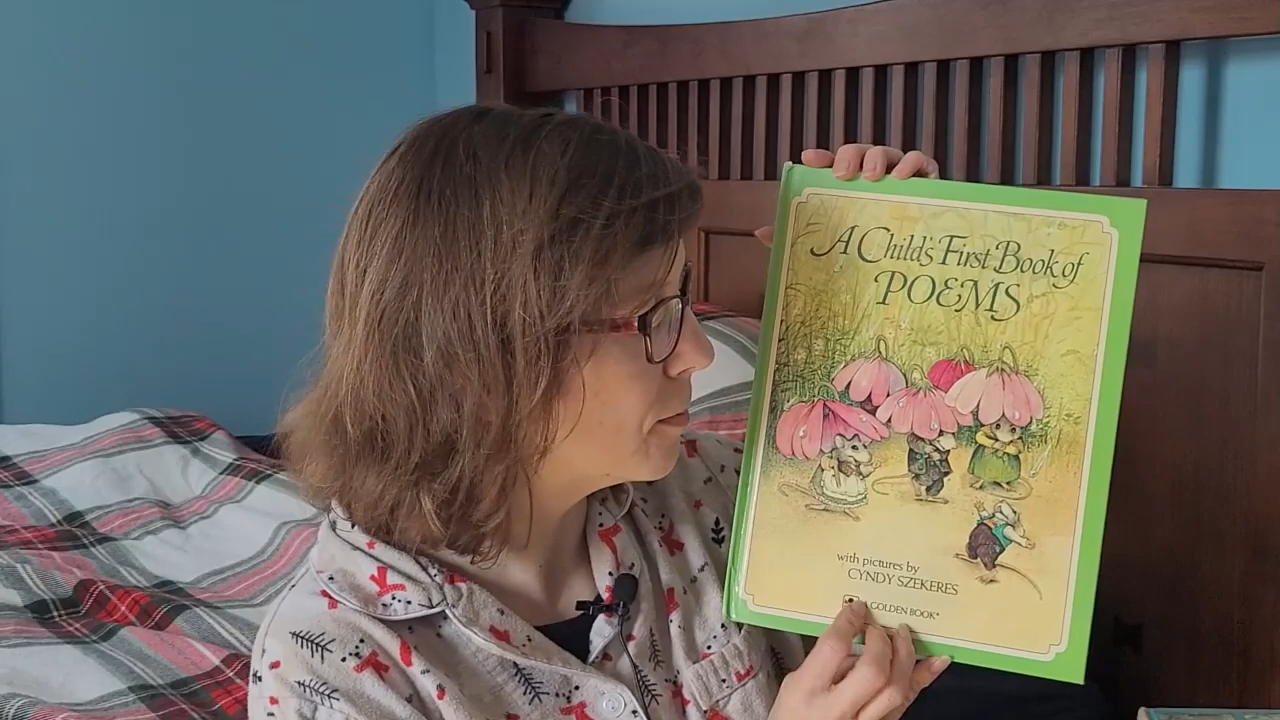 A Child's First Book of
POEMS
with pictures by
CYNDY SZEKERES
A GOLDEN BOOK®